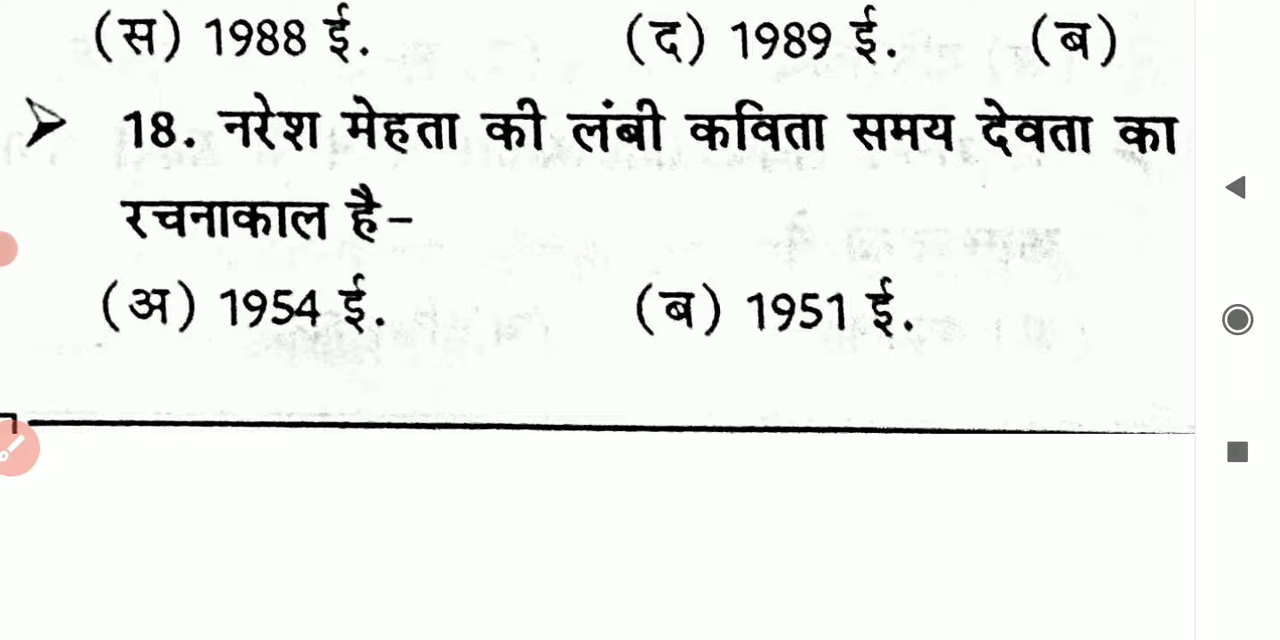 (स) 1988 ई. (द) 1989 ई. (ब)
18. नरेश मेहता की लंबी कविता समय देवता का
रचनाकाल है-
(अ) 1954 ई. (ब) 1951 ई.